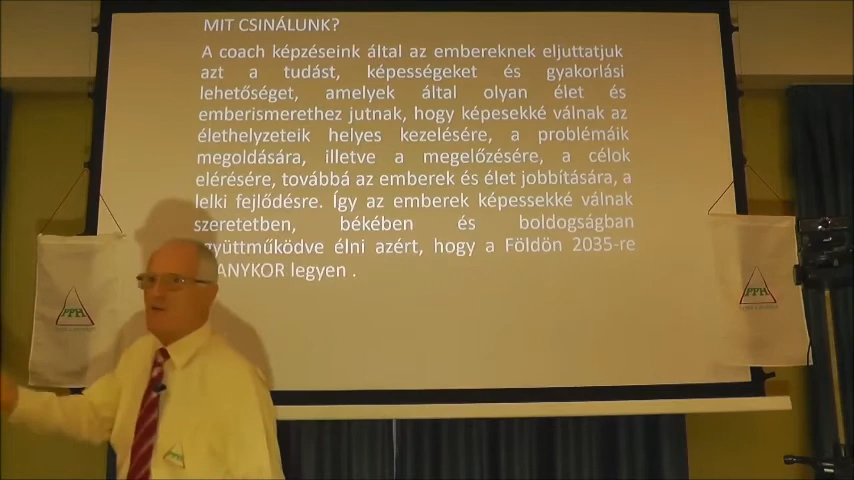 MIT CSINÁLUNK?
A coach képzéseink által az embereknek eljuttatjuk
azt a tudást, képességeket és gyakorlási
lehetőséget, amelyek által olyan élet és
emberismerethez jutnak, hogy képesekké válnak az
élethelyzeteik helyes kezelésére, a problémáik
megoldására, illetve a megelőzésére, a célok
elérésére, továbbá az emberek és élet jobbítására, a
lelki fejlődésre. Így az emberek képesekké válnak
szeretetben, békében és boldogságban
együttműködve élni azért, hogy a Földön 2035-re
ANYKOR legyen .
PPH
PPH